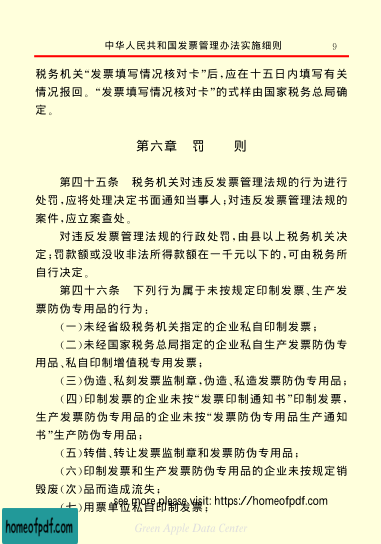 中华人民共和国发票管理办法实施细则 9
税务机关“发票填写情况核对卡”后,应在十五日内填写有关
情况报回。“发票填写情况核对卡”的式样由国家税务总局确
定。
第六章 罚 则
第四十五条 税务机关对违反发票管理法规的行为进行
处罚,应将处理决定书面通知当事人;对违反发票管理法规的
案件,应立案查处。
对违反发票管理法规的行政处罚,由县以上税务机关决
定;罚款额或没收非法所得款额在一千元以下的,可由税务所
自行决定。
第四十六条 下列行为属于未按规定印制发票、生产发
票防伪专用品的行为:
(一)未经省级税务机关指定的企业私自印制发票;
(二)未经国家税务总局指定的企业私自生产发票防伪专
用品、私自印制增值税专用发票;
(三)伪造、私刻发票监制章,伪造、私造发票防伪专用品;
(四)印制发票的企业未按“发票印制通知书”印制发票,
生产发票防伪专用品的企业未按“发票防伪专用品生产通知
书”生产防伪专用品;
(五)转借、转让发票监制章和发票防伪专用品;
(六)印制发票和生产发票防伪专用品的企业未按规定销
毁废(次)品而造成流失;
see more please visit: https://homeofpdf.com
(七)用票单位私自印制发票;
homeofpdf.com
Green Apple Data Center